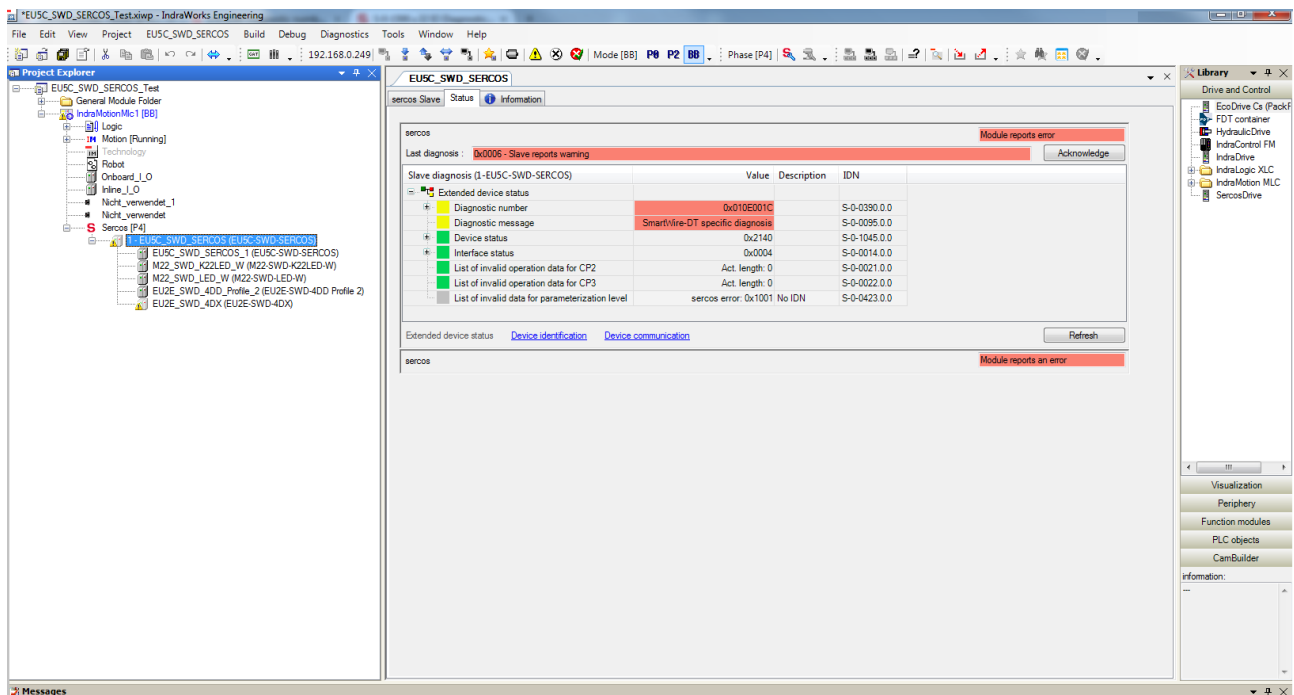 *EU5C_SWD_SERCOS_Test.xiwp - IndraWorks Engineering
File Edit View Project EU5C_SWD_SERCOS Build Debug Diagnostics Tools Window Help
192.168.0.249 Mode [BB] P0 P2 BB Phase [P4]
Project Explorer
EU5C_SWD_SERCOS_Test
General Module Folder
IndraMotionMlc1 [BB]
Logic
Motion [Running]
Technology
Robot
Onboard_I_O
Inline_I_O
Nicht_verwendet_1
Nicht_verwendet
Sercos [P4]
1 - EU5C_SWD_SERCOS (EU5C-SWD-SERCOS)
EU5C_SWD_SERCOS_1 (EU5C-SWD-SERCOS)
M22_SWD_K22LED_W (M22-SWD-K22LED-W)
M22_SWD_LED_W (M22-SWD-LED-W)
EU2E_SWD_4DD_Profile_2 (EU2E-SWD-4DD Profile 2)
EU2E_SWD_4DX (EU2E-SWD-4DX)
EU5C_SWD_SERCOS
sercos Slave Status Information
sercos Module reports error
Last diagnosis : 0x0006 - Slave reports warning Acknowledge
Slave diagnosis (1-EU5C-SWD-SERCOS) Value Description IDN
Extended device status
Diagnostic number 0x010E001C S-0-0390.0.0
Diagnostic message SmartWire-DT specific diagnosis S-0-0095.0.0
Device status 0x2140 S-0-1045.0.0
Interface status 0x0004 S-0-0014.0.0
List of invalid operation data for CP2 Act. length: 0 S-0-0021.0.0
List of invalid operation data for CP3 Act. length: 0 S-0-0022.0.0
List of invalid data for parameterization level sercos error: 0x1001 No IDN S-0-0423.0.0
Extended device status Device identification Device communication Refresh
sercos Module reports an error
Library
Drive and Control
EcoDrive Cs (PackF
FDT container
HydraulicDrive
IndraControl FM
IndraDrive
IndraLogic XLC
IndraMotion MLC
SercosDrive
Visualization
Periphery
Function modules
PLC objects
CamBuilder
information:
---
Messages